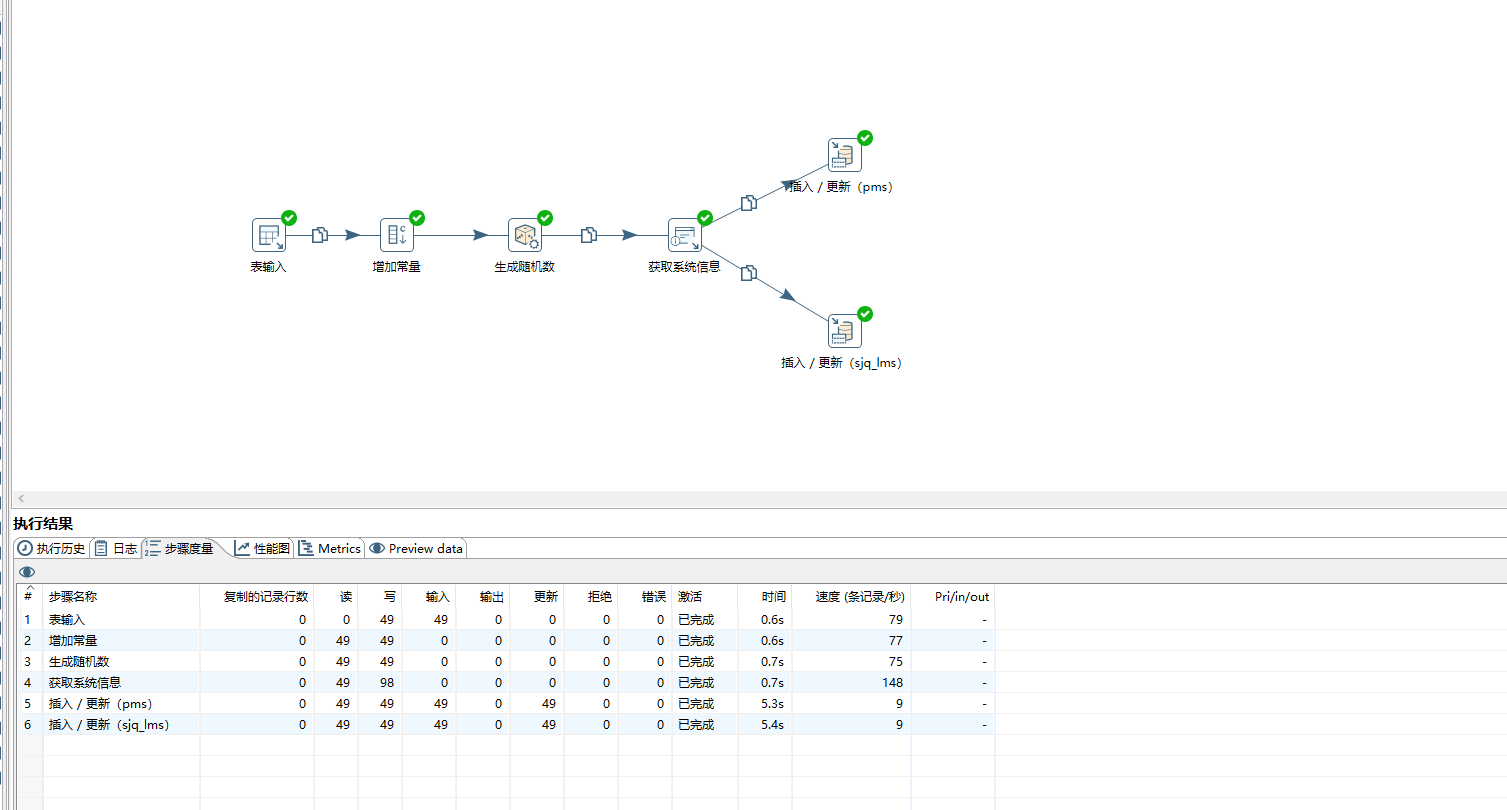 插入 / 更新（pms）
表输入
增加常量
生成随机数
获取系统信息
插入 / 更新（sjq_lms）
执行结果
执行历史 日志 步骤度量 性能图 Metrics Preview data
# 步骤名称 复制的记录行数 读 写 输入 输出 更新 拒绝 错误 激活 时间 速度 (条记录/秒) Pri/in/out
1 表输入 0 0 49 49 0 0 0 0 已完成 0.6s 79 -
2 增加常量 0 49 49 0 0 0 0 0 已完成 0.6s 77 -
3 生成随机数 0 49 49 0 0 0 0 0 已完成 0.7s 75 -
4 获取系统信息 0 49 98 0 0 0 0 0 已完成 0.7s 148 -
5 插入 / 更新（pms） 0 49 49 49 0 49 0 0 已完成 5.3s 9 -
6 插入 / 更新（sjq_lms） 0 49 49 49 0 49 0 0 已完成 5.4s 9 -